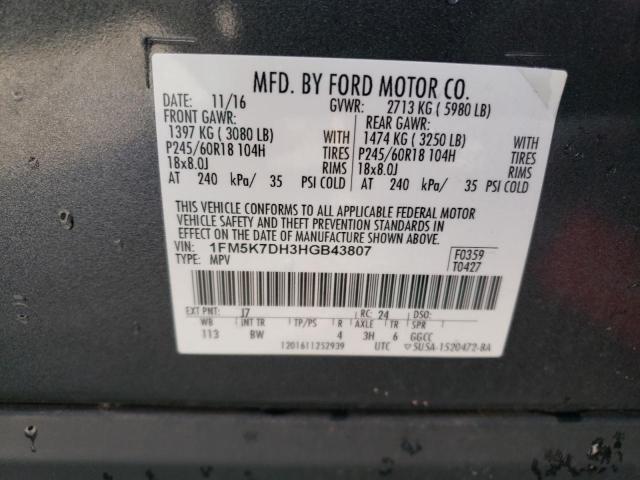 MFD. BY FORD MOTOR CO.
DATE: 11/16 GVWR: 2713 KG ( 5980 LB)
FRONT GAWR: REAR GAWR:
1397 KG ( 3080 LB) WITH 1474 KG ( 3250 LB) WITH
P245/60R18 104H TIRES P245/60R18 104H TIRES
18x8.0J RIMS 18x8.0J RIMS
AT 240 kPa/ 35 PSI COLD AT 240 kPa/ 35 PSI COLD
THIS VEHICLE CONFORMS TO ALL APPLICABLE FEDERAL MOTOR
VEHICLE SAFETY AND THEFT PREVENTION STANDARDS IN
EFFECT ON THE DATE OF MANUFACTURE SHOWN ABOVE.
VIN: 1FM5K7DH3HGB43807 F0359
TYPE: MPV T0427
EXT PNT: J7 RC: 24 DSO:
WB INT TR TP/PS R AXLE TR SPR
113 BW 4 3H 6 GGCC
1201611252939 UTC ▽5USA-1520472-BA